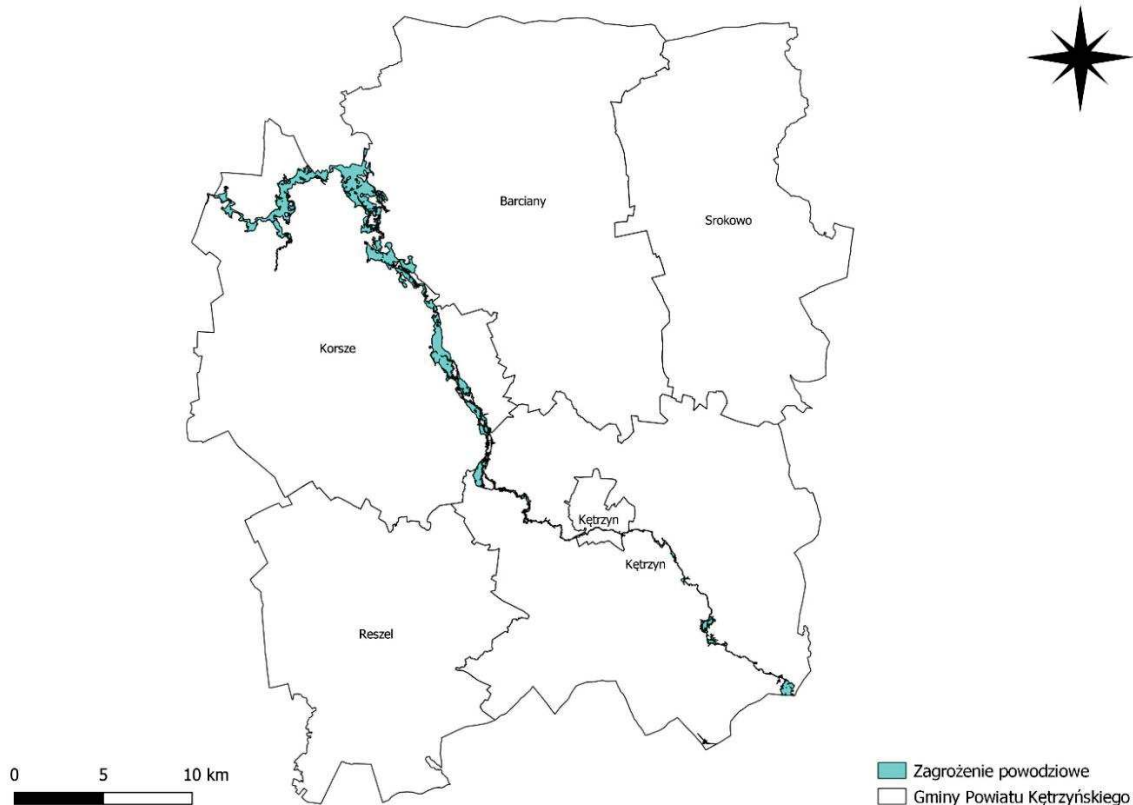 Barciany
Srokowo
Korsze
Kętrzyn
Kętrzyn
Reszel
0 5 10 km
Zagrożenie powodziowe
Gminy Powiatu Kętrzyńskiego